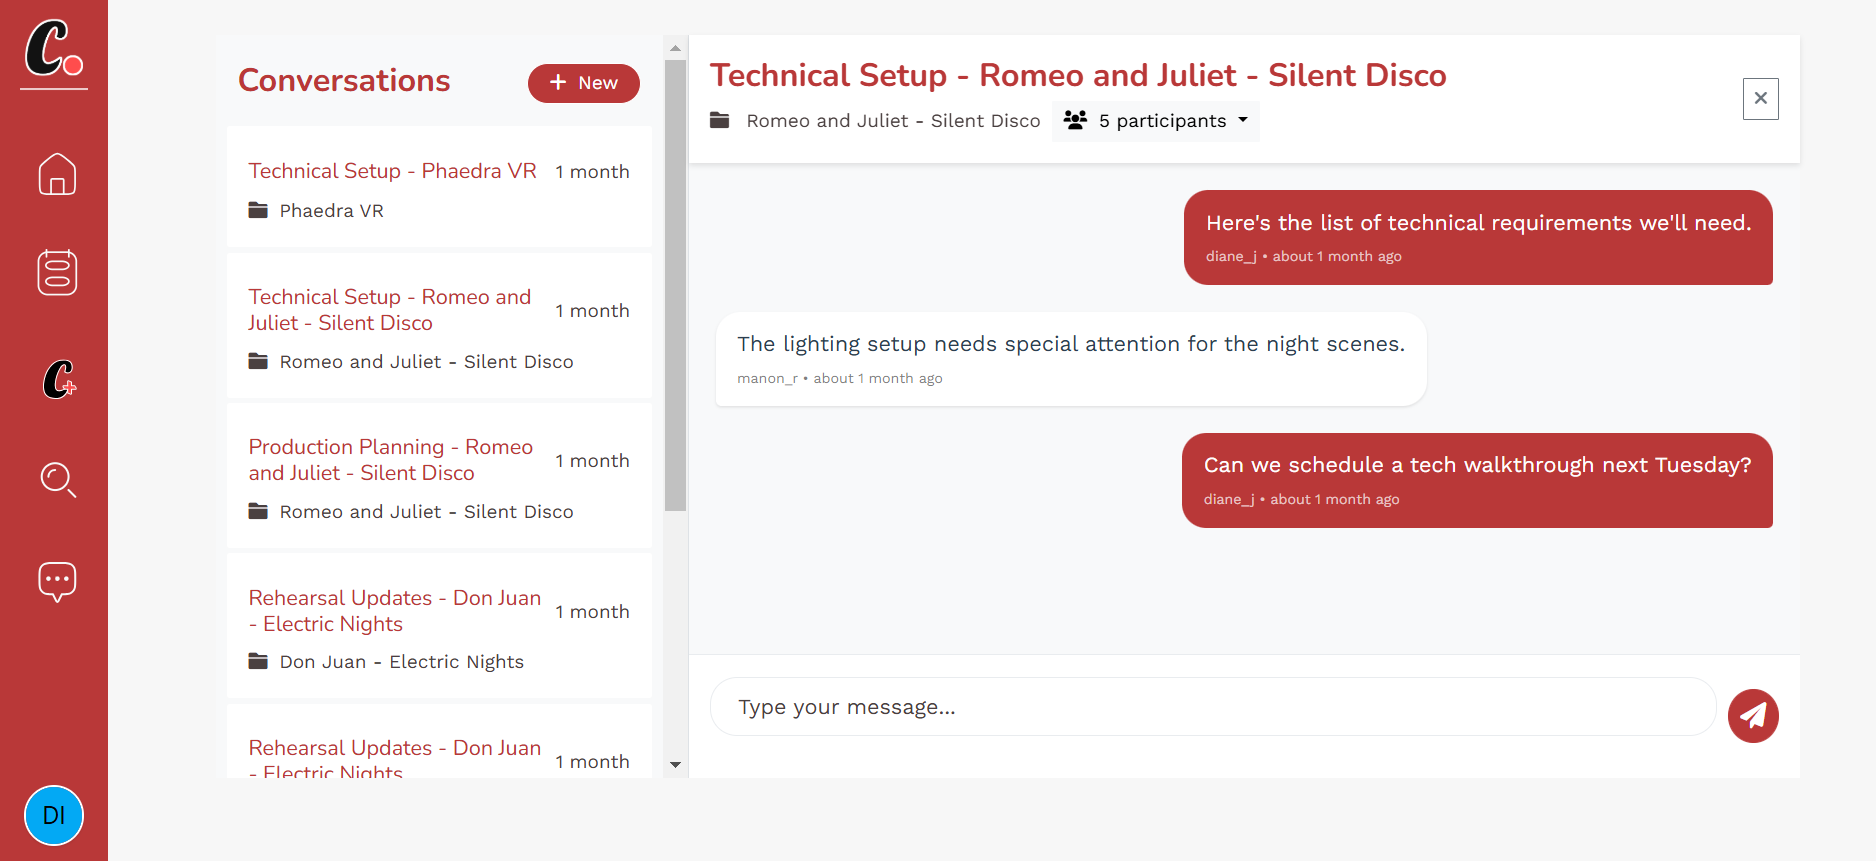 C.
Conversations
+ New
Technical Setup - Phaedra VR
1 month
Phaedra VR
Technical Setup - Romeo and
Juliet - Silent Disco
1 month
Romeo and Juliet - Silent Disco
Production Planning - Romeo
and Juliet - Silent Disco
1 month
Romeo and Juliet - Silent Disco
Rehearsal Updates - Don Juan
- Electric Nights
1 month
Don Juan - Electric Nights
Rehearsal Updates - Don Juan
- Electric Nights
1 month
Technical Setup - Romeo and Juliet - Silent Disco
Romeo and Juliet - Silent Disco
5 participants
Here's the list of technical requirements we'll need.
diane_j • about 1 month ago
The lighting setup needs special attention for the night scenes.
manon_r • about 1 month ago
Can we schedule a tech walkthrough next Tuesday?
diane_j • about 1 month ago
Type your message...
C+
DI